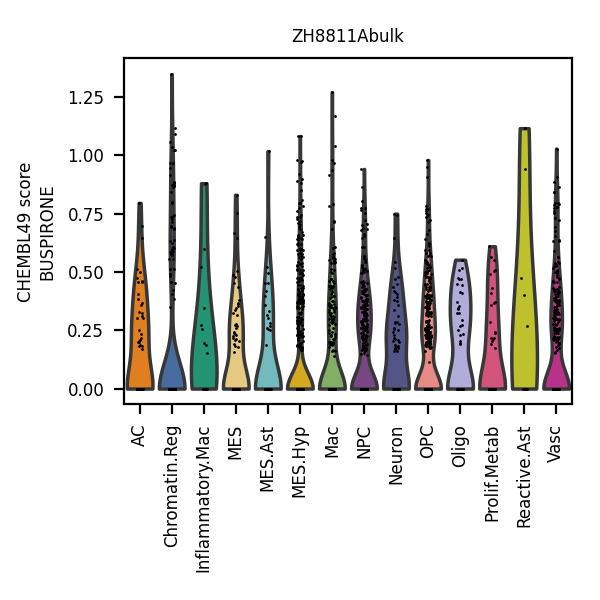 ZH8811Abulk
CHEMBL49 score
BUSPIRONE
1.25
1.00
0.75
0.50
0.25
0.00
AC
Chromatin.Reg
Inflammatory.Mac
MES
MES.Ast
MES.Hyp
Mac
NPC
Neuron
OPC
Oligo
Prolif.Metab
Reactive.Ast
Vasc